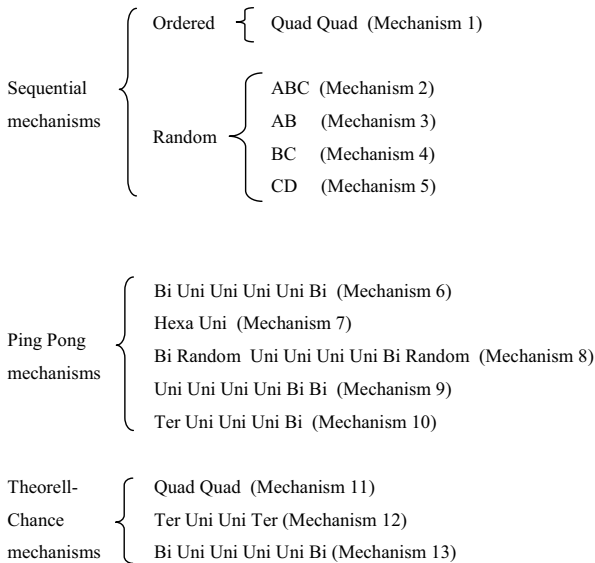 Sequential
mechanisms
Ordered
Quad Quad (Mechanism 1)
Random
ABC (Mechanism 2)
AB (Mechanism 3)
BC (Mechanism 4)
CD (Mechanism 5)
Ping Pong
mechanisms
Bi Uni Uni Uni Uni Bi (Mechanism 6)
Hexa Uni (Mechanism 7)
Bi Random Uni Uni Uni Uni Bi Random (Mechanism 8)
Uni Uni Uni Uni Bi Bi (Mechanism 9)
Ter Uni Uni Uni Bi (Mechanism 10)
Theorell-
Chance
mechanisms
Quad Quad (Mechanism 11)
Ter Uni Uni Ter (Mechanism 12)
Bi Uni Uni Uni Uni Bi (Mechanism 13)